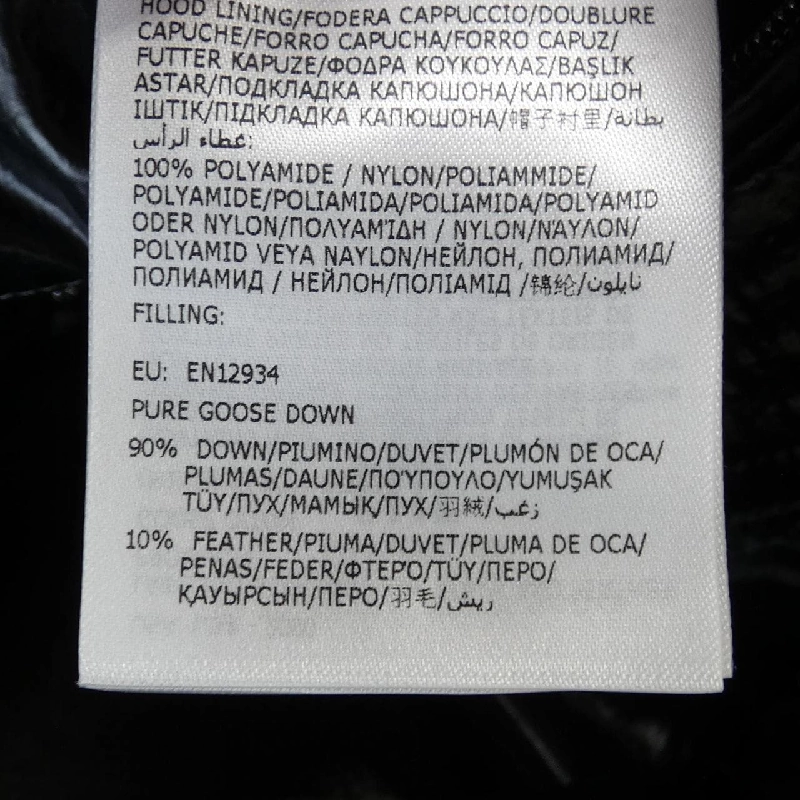 HOOD LINING/FODERA CAPPUCCIO/DOUBLURE
CAPUCHE/FORRO CAPUCHA/FORRO CAPUZ/
FUTTER KAPUZE/ΦΟΔΡΑ ΚΟΥΚΟΥΛΑΣ/BAŞLIK
ASTAR/ПОДКЛАДКА КАПЮШОНА/КАПЮШОН
ІШТІК/ПІДКЛАДКА КАПЮШОНА/帽子衬里/بطانة
غطاء الرأس:
100% POLYAMIDE / NYLON/POLIAMMIDE/
POLYAMIDE/POLIAMIDA/POLIAMIDA/POLYAMID
ODER NYLON/ΠΟΛΥΑΜΊΔΗ / NYLON/ΝΆΥΛΟΝ/
POLYAMID VEYA NAYLON/НЕЙЛОН, ПОЛИАМИД/
ПОЛИАМИД / НЕЙЛОН/ПОЛІАМІД /锦纶/نايلون
FILLING:
EU: EN12934
PURE GOOSE DOWN
90% DOWN/PIUMINO/DUVET/PLUMÓN DE OCA/
PLUMAS/DAUNE/ΠΟΎΠΟΥΛΟ/YUMUŞAK
TÜY/ПУХ/МАМЫҚ/ПУХ/羽絨/زغب
10% FEATHER/PIUMA/DUVET/PLUMA DE OCA/
PENAS/FEDER/ΦΤΕΡΌ/TÜY/ПЕРО/
ҚАУЫРСЫН/ПЕРО/羽毛/ريش